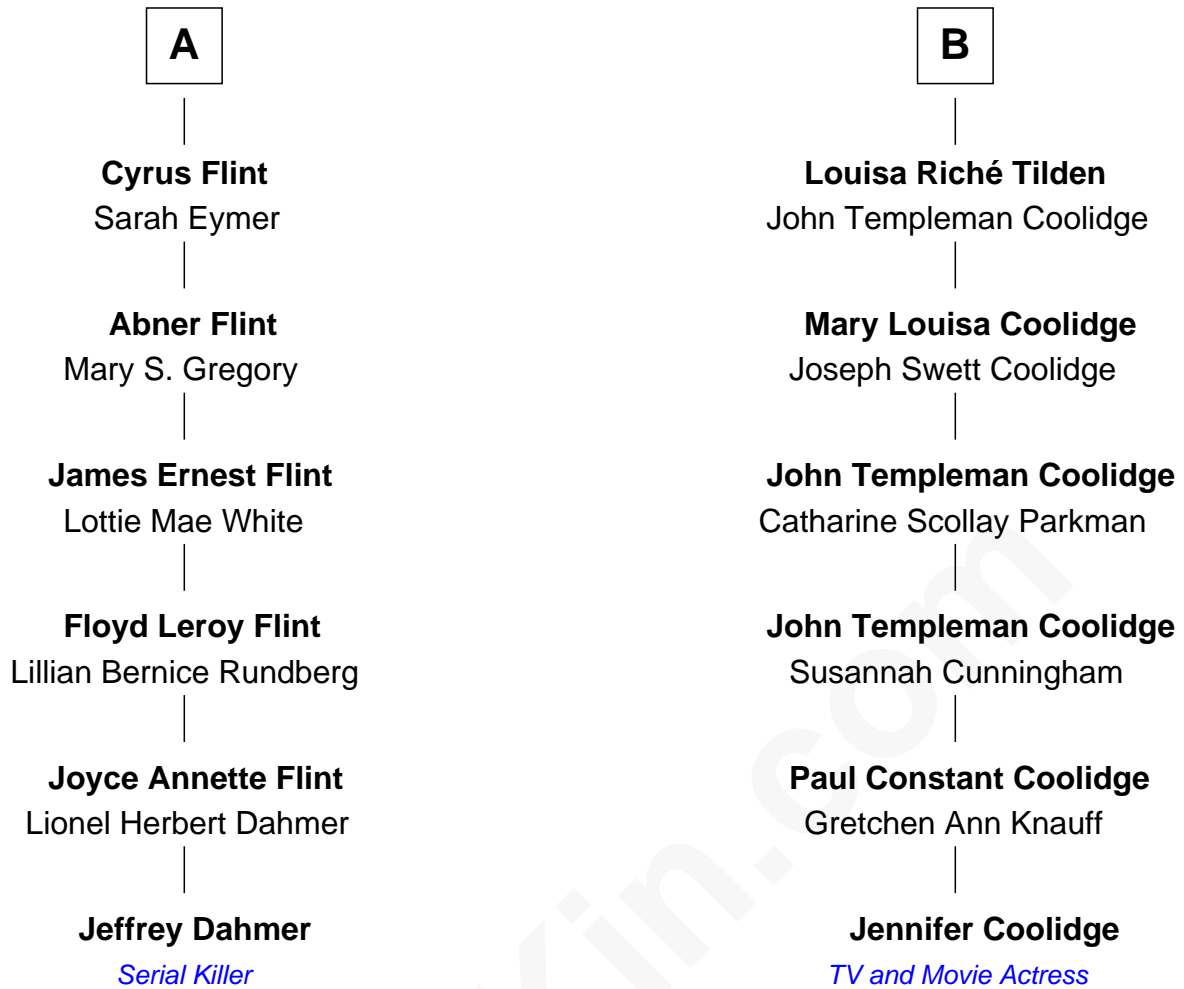 A
Cyrus Flint
Sarah Eymer
Abner Flint
Mary S. Gregory
James Ernest Flint
Lottie Mae White
Floyd Leroy Flint
Lillian Bernice Rundberg
Joyce Annette Flint
Lionel Herbert Dahmer
Jeffrey Dahmer
Serial Killer
B
Louisa Riché Tilden
John Templeman Coolidge
Mary Louisa Coolidge
Joseph Swett Coolidge
John Templeman Coolidge
Catharine Scollay Parkman
John Templeman Coolidge
Susannah Cunningham
Paul Constant Coolidge
Gretchen Ann Knauff
Jennifer Coolidge
TV and Movie Actress
Kin.com